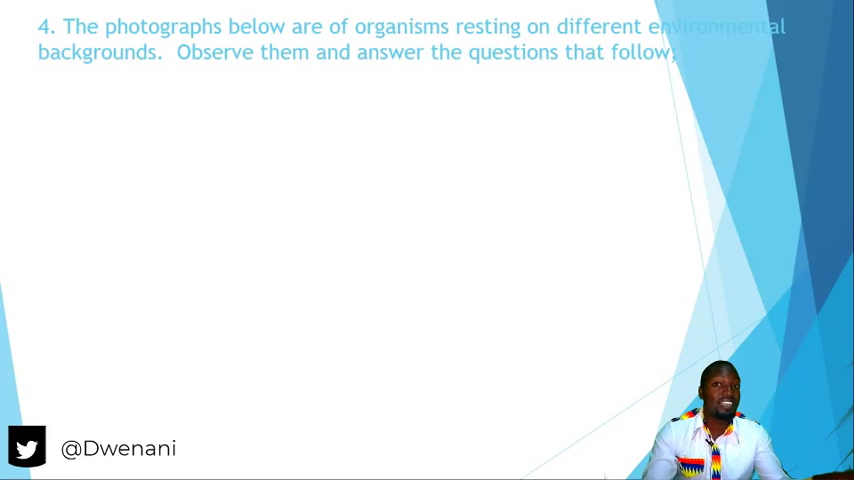 4. The photographs below are of organisms resting on different environmental
backgrounds. Observe them and answer the questions that follow;
@Dwenani